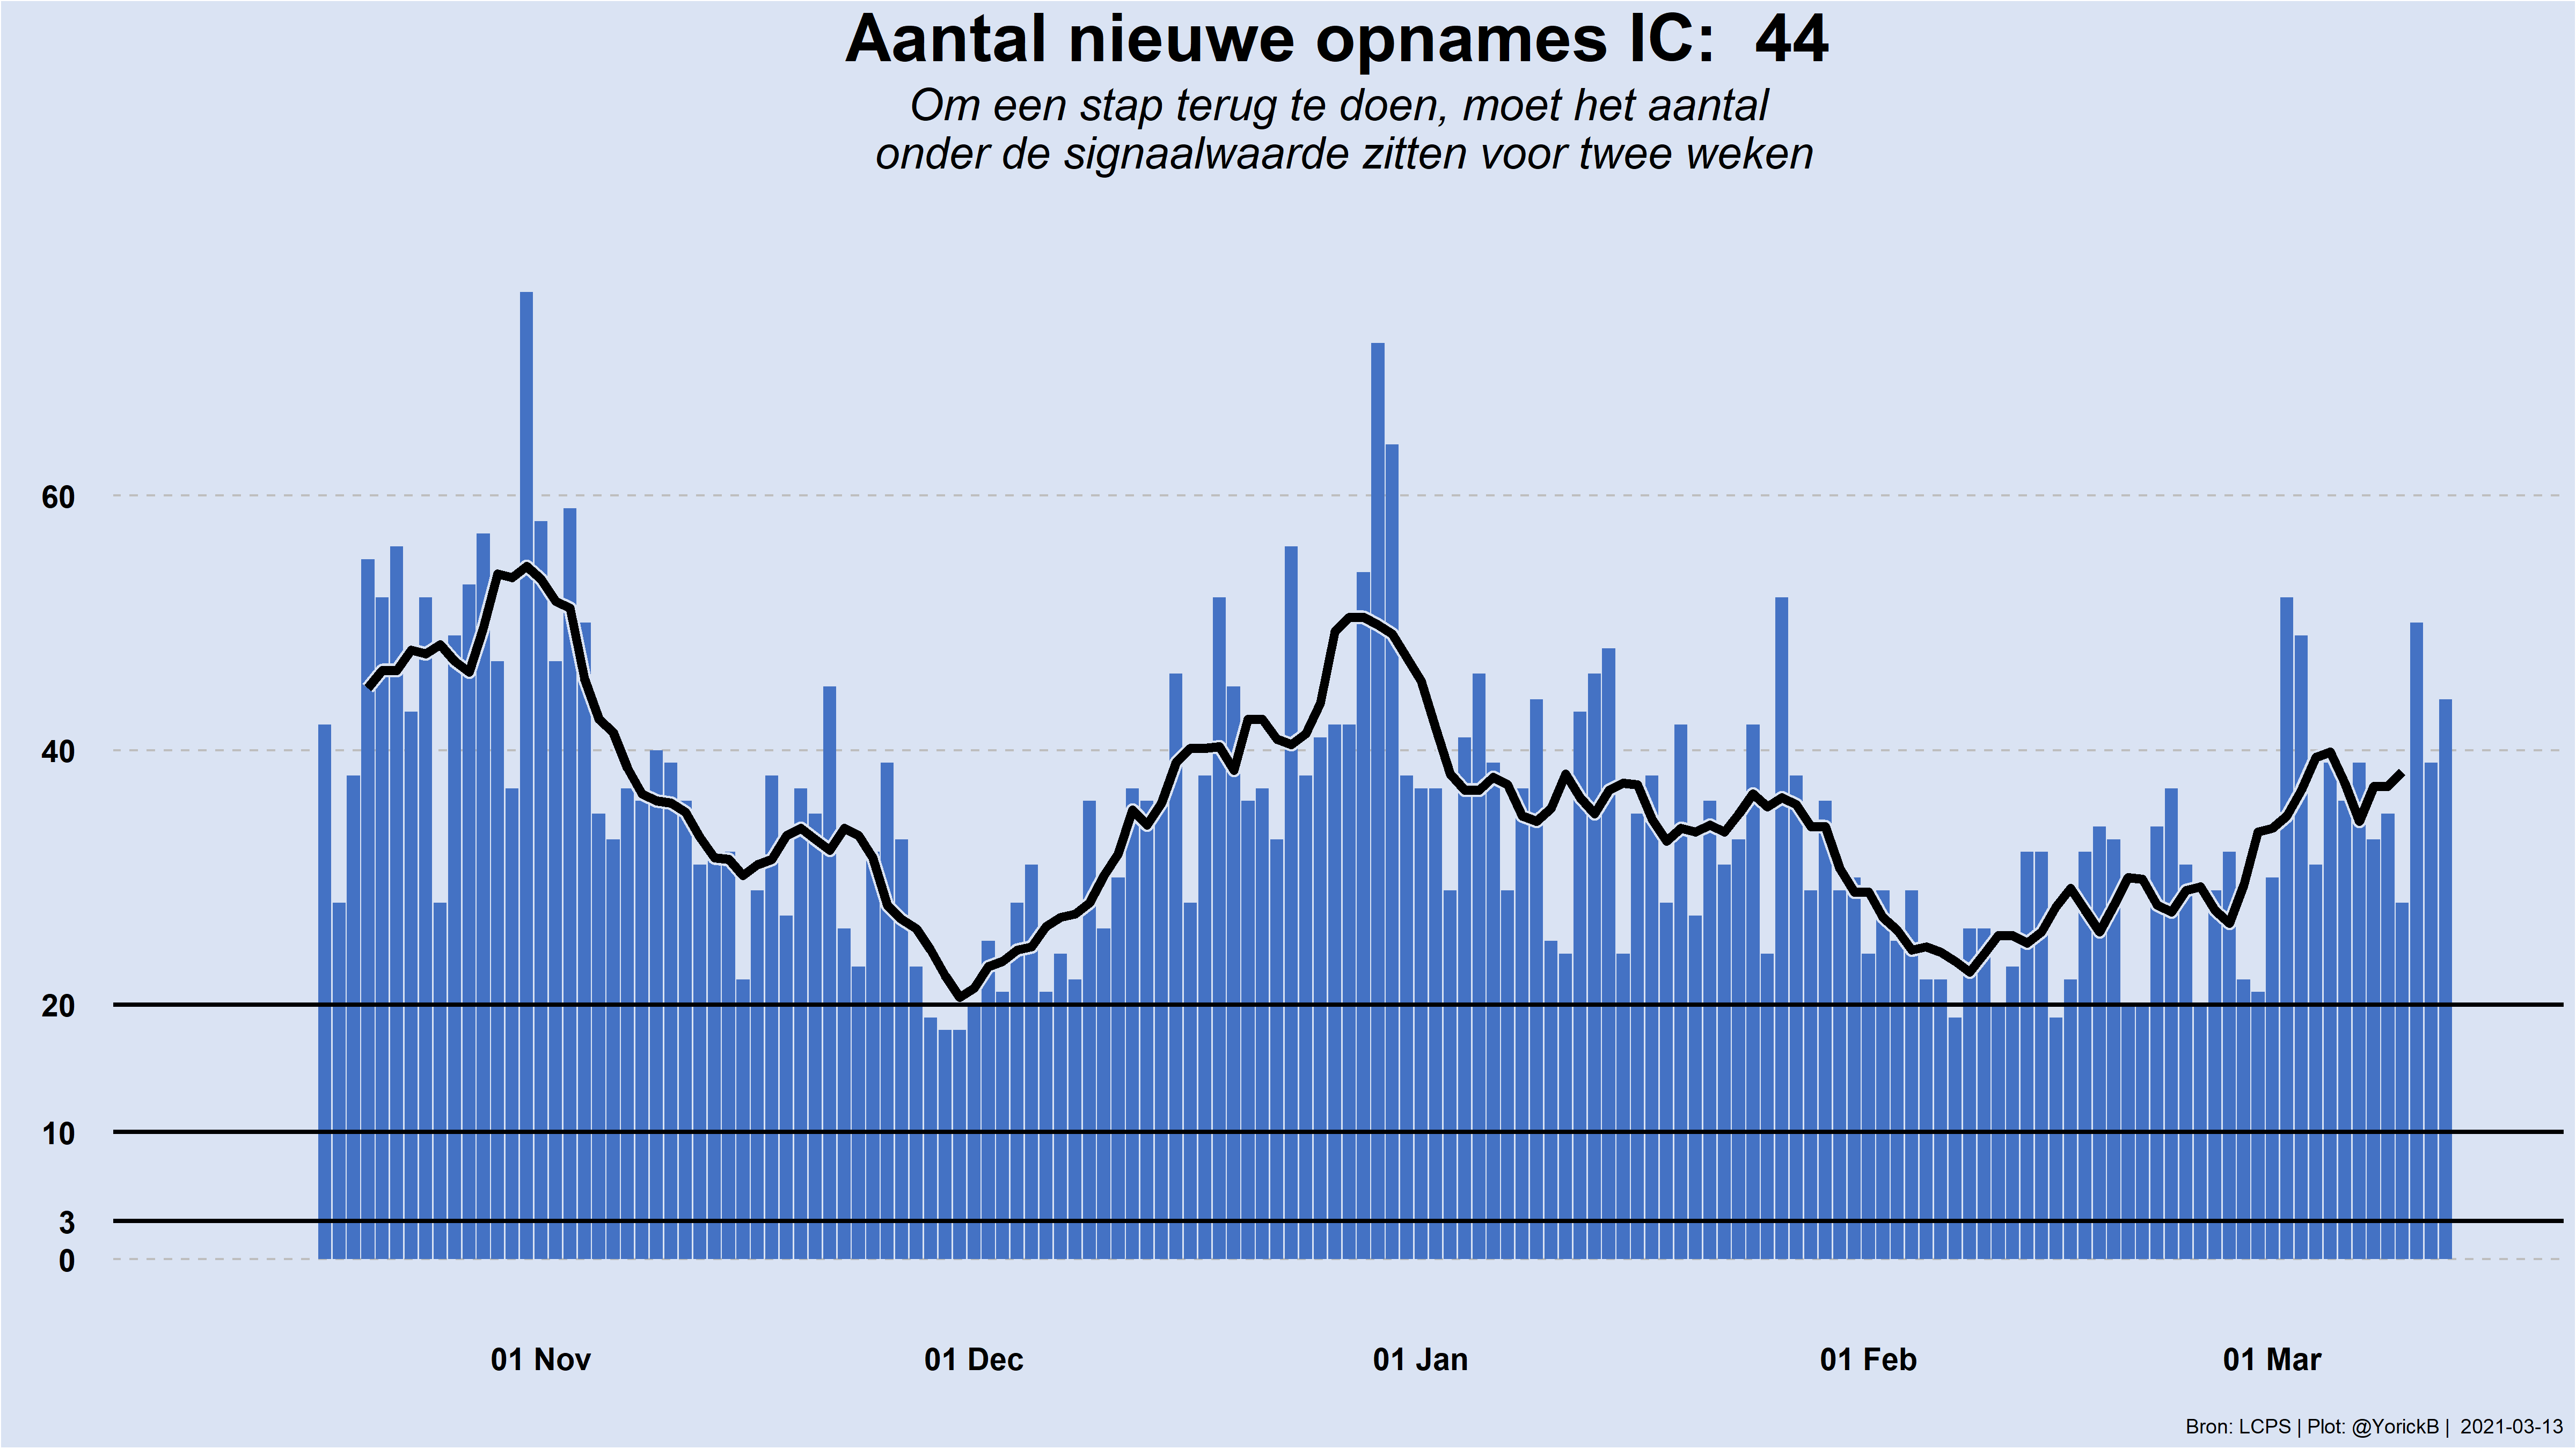 Aantal nieuwe opnames IC:  44
Om een stap terug te doen, moet het aantal
onder de signaalwaarde zitten voor twee weken
60
40
20
10
3
0
01 Nov
01 Dec
01 Jan
01 Feb
01 Mar
Bron: LCPS | Plot: @YorickB |  2021-03-13